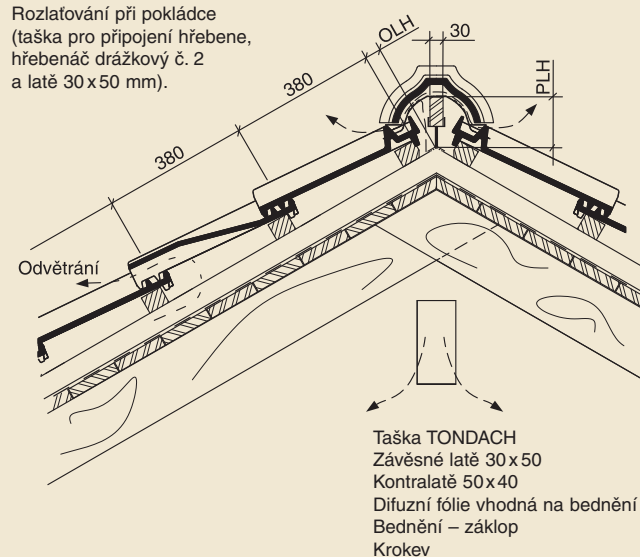 Rozlaťování při pokládce
(taška pro připojení hřebene,
hřebenáč drážkový č. 2
a latě 30 x 50 mm).
380
380
OLH
30
PLH
Odvětrání
Taška TONDACH
Závěsné latě 30 x 50
Kontralatě 50 x 40
Difuzní fólie vhodná na bednění
Bednění – záklop
Krokev